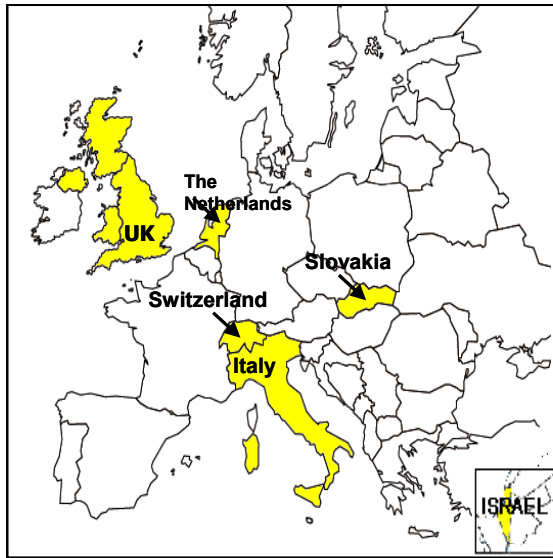 The
Netherlands
UK
Slovakia
Switzerland
Italy
ISRAEL